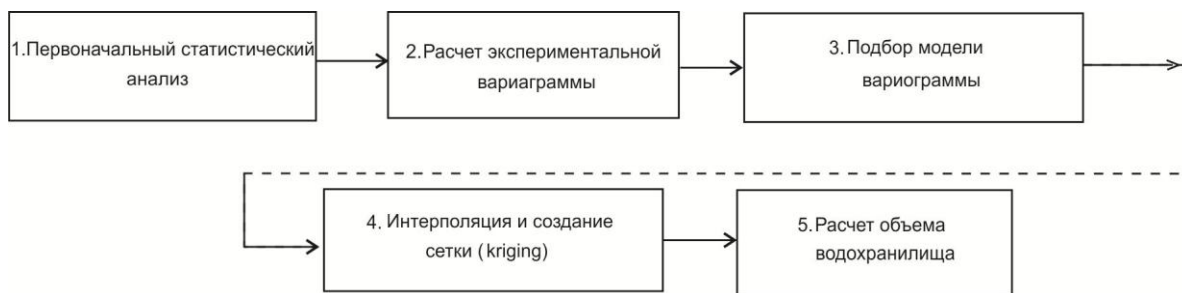 1.Первоначальный статистический
анализ
2.Расчет экспериментальной
вариаграммы
3.Подбор модели
вариограммы
4. Интерполяция и создание
сетки (kriging)
5.Расчет объема
водохранилища